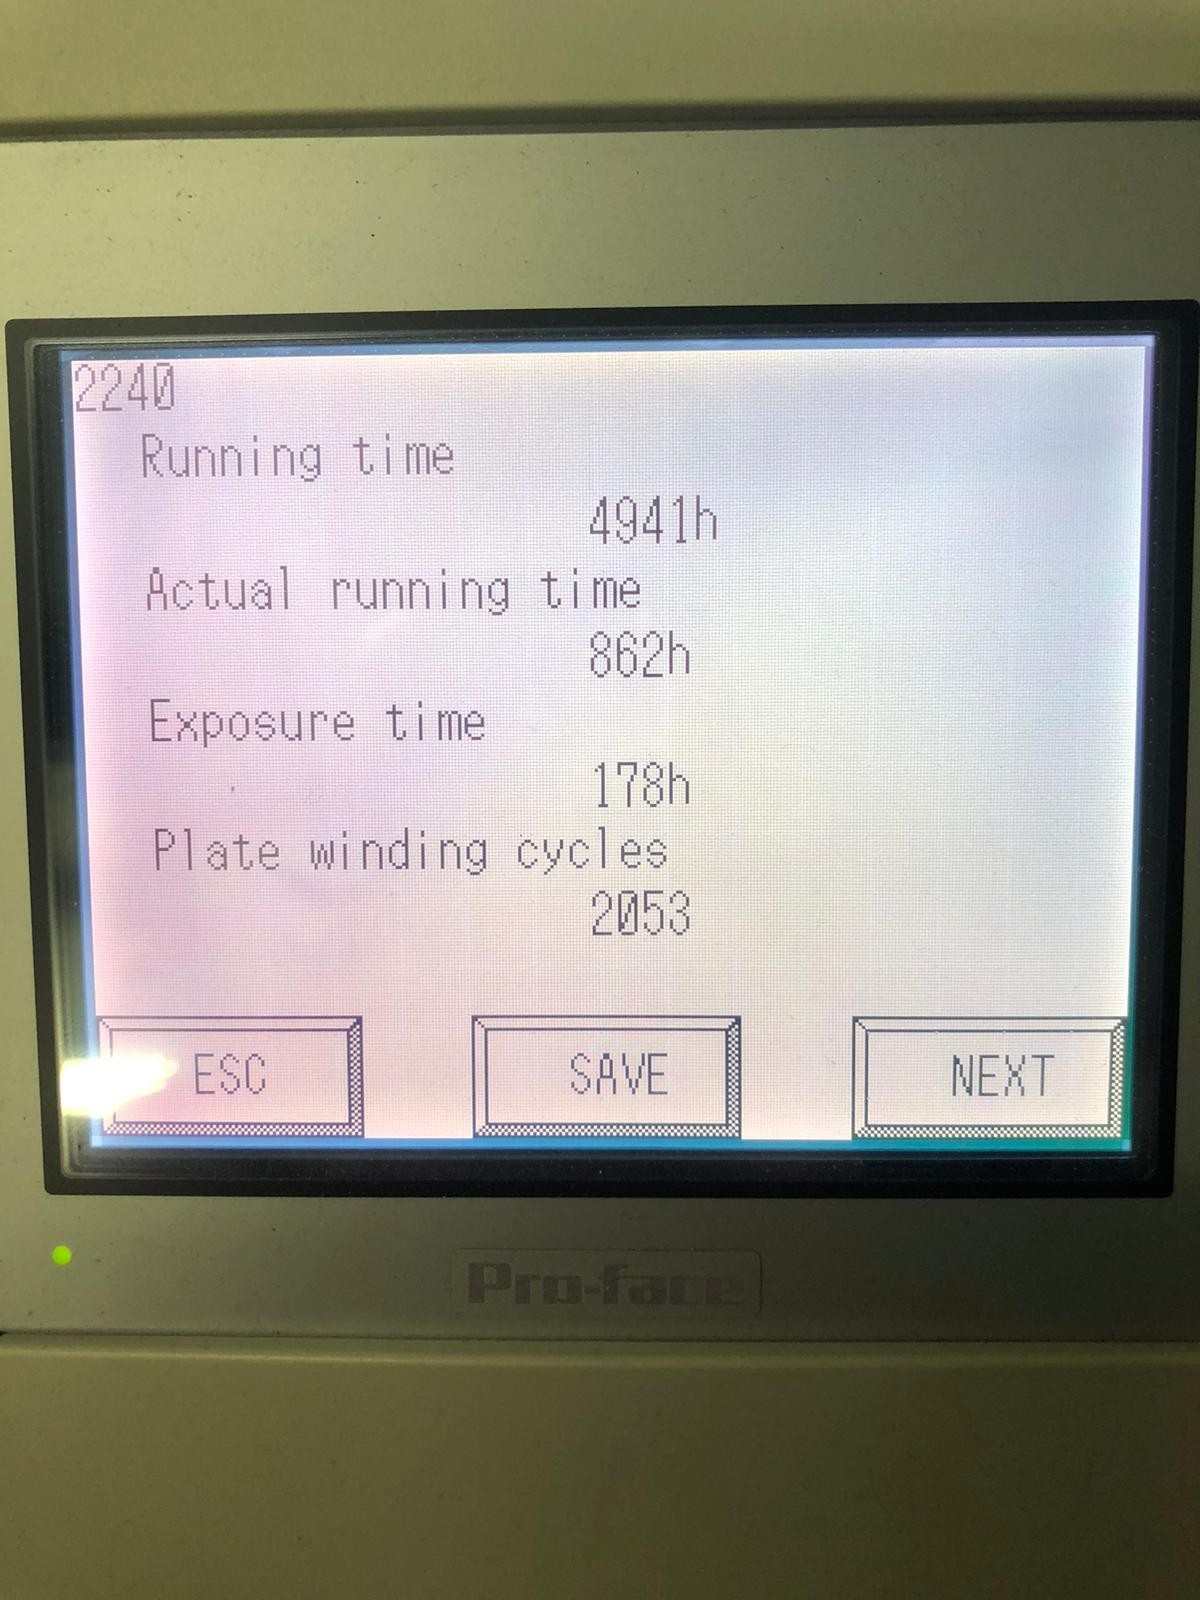 2240
Running time
4941h
Actual running time
862h
Exposure time
178h
Plate winding cycles
2053
ESC SAVE NEXT
Pro-face